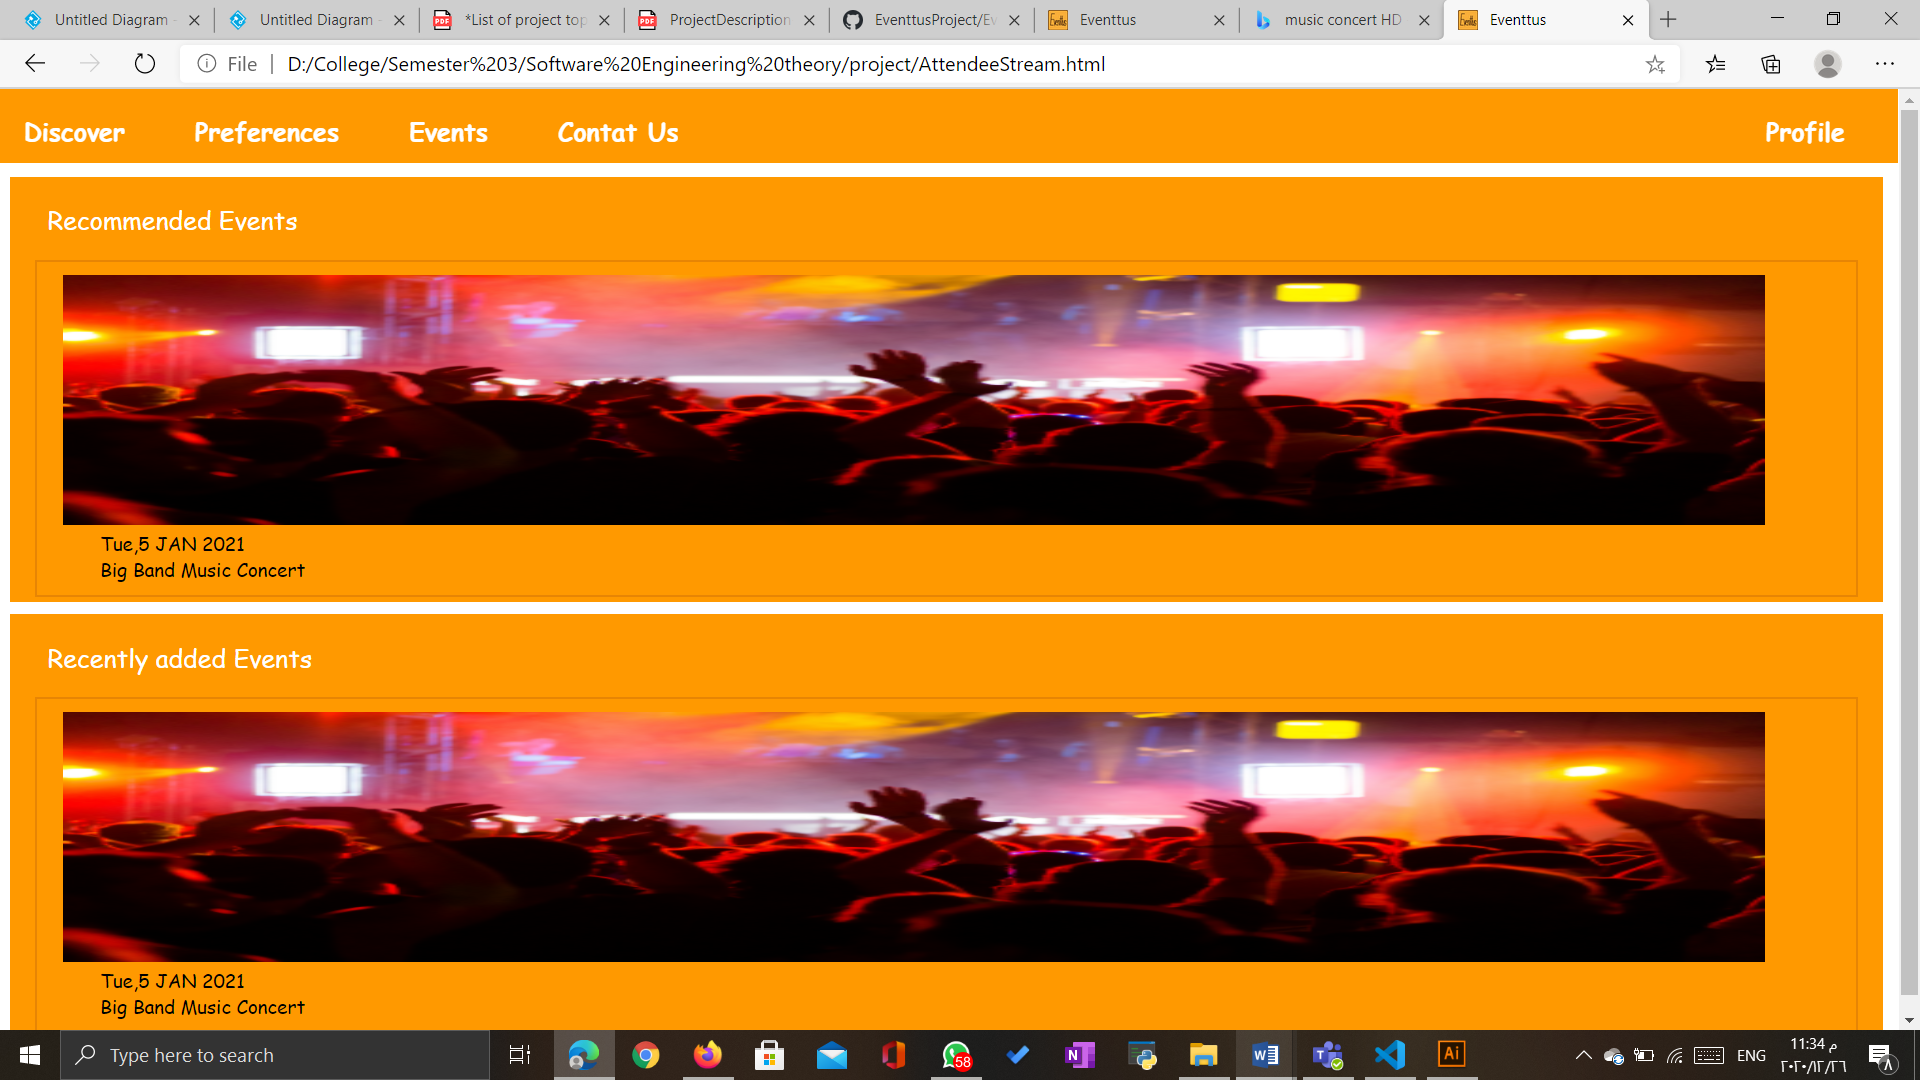 Untitled Diagram
Untitled Diagram -
*List of project top
ProjectDescription
EventtusProject/Ev
Eventtus
music concert HD
Eventtus
File
D:/College/Semester%203/Software%20Engineering%20theory/project/AttendeeStream.html
Discover
Preferences
Events
Contat Us
Profile
Recommended Events
Tue,5 JAN 2021
Big Band Music Concert
Recently added Events
Tue,5 JAN 2021
Big Band Music Concert
Type here to search
58
ENG
11:34 م
٢٠٢٠/١٢/٢٦
٨